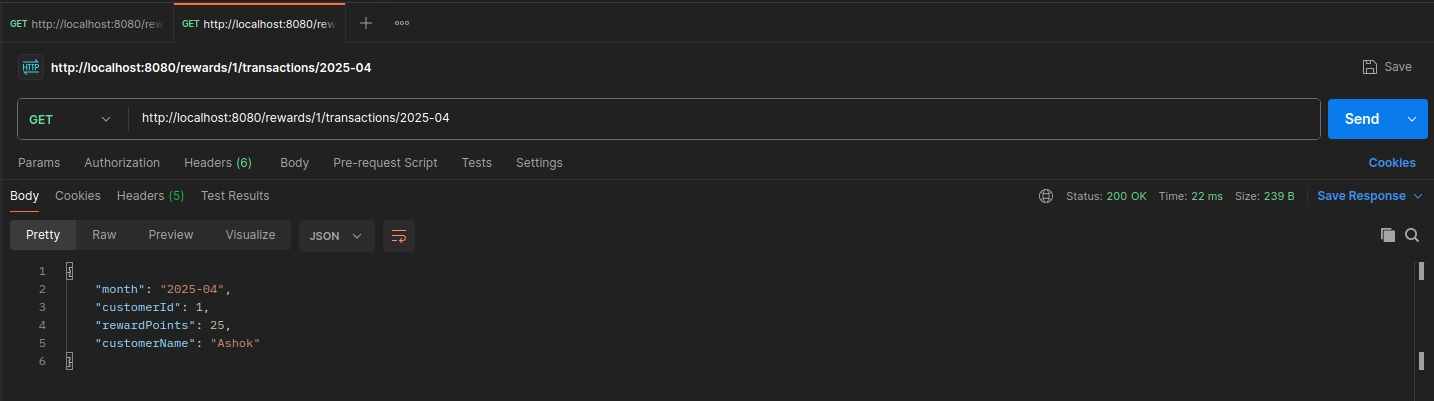 GET http://localhost:8080/rew GET http://localhost:8080/rew
HTTP http://localhost:8080/rewards/1/transactions/2025-04 Save
GET http://localhost:8080/rewards/1/transactions/2025-04 Send
Params Authorization Headers (6) Body Pre-request Script Tests Settings Cookies
Body Cookies Headers (5) Test Results Status: 200 OK Time: 22 ms Size: 239 B Save Response
Pretty Raw Preview Visualize JSON
1 {
2 "month": "2025-04",
3 "customerId": 1,
4 "rewardPoints": 25,
5 "customerName": "Ashok"
6 }